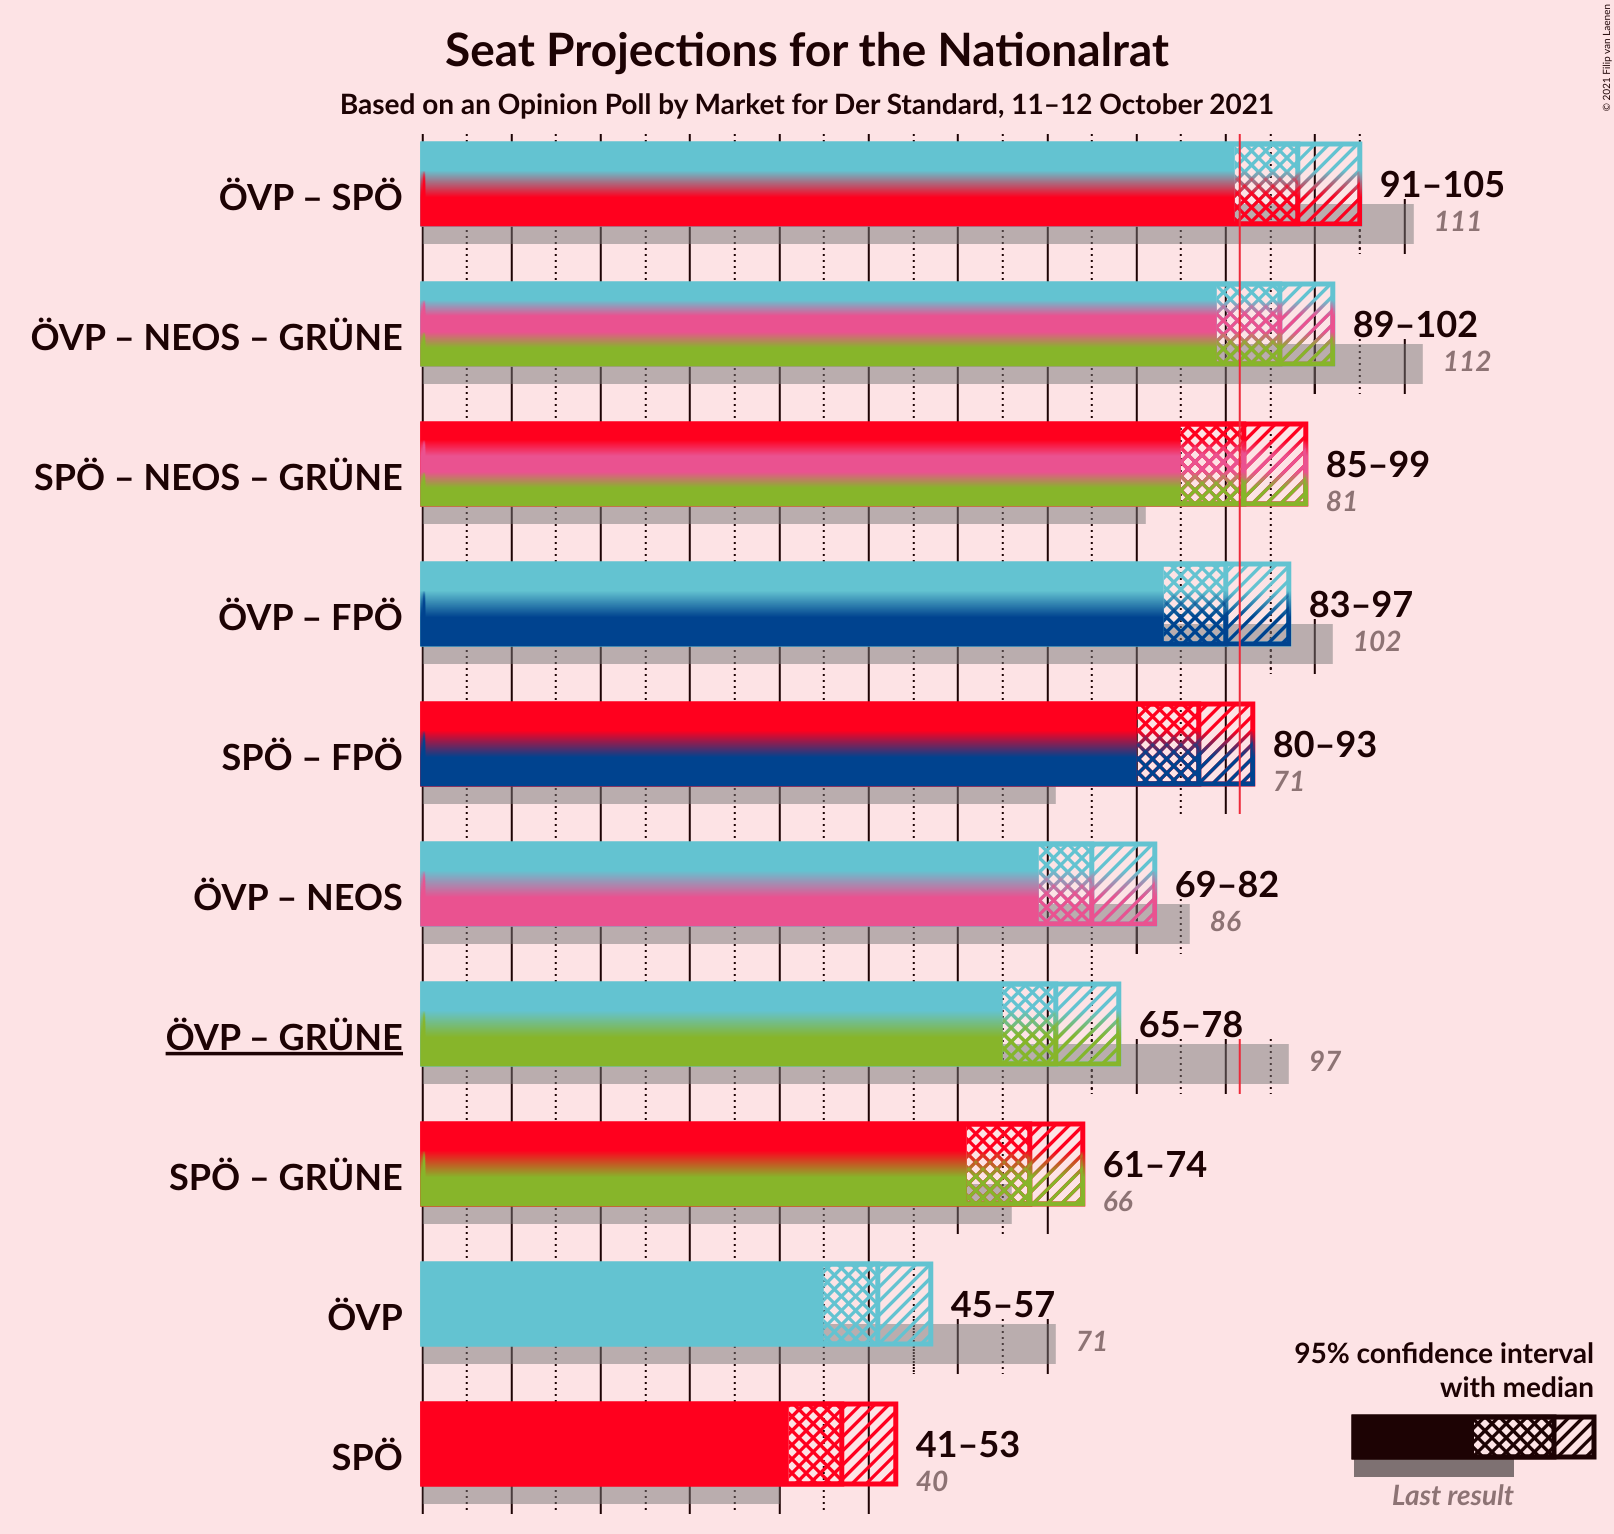 Seat Projections for the Nationalrat
Based on an Opinion Poll by Market for Der Standard, 11–12 October 2021
© 2021 Filip van Laenen
ÖVP – SPÖ
91–105
111
ÖVP – NEOS – GRÜNE
89–102
112
SPÖ – NEOS – GRÜNE
85–99
81
ÖVP – FPÖ
83–97
102
SPÖ – FPÖ
80–93
71
ÖVP – NEOS
69–82
86
ÖVP – GRÜNE
65–78
97
SPÖ – GRÜNE
61–74
66
ÖVP
45–57
71
SPÖ
41–53
40
95% confidence interval
with median
Last result